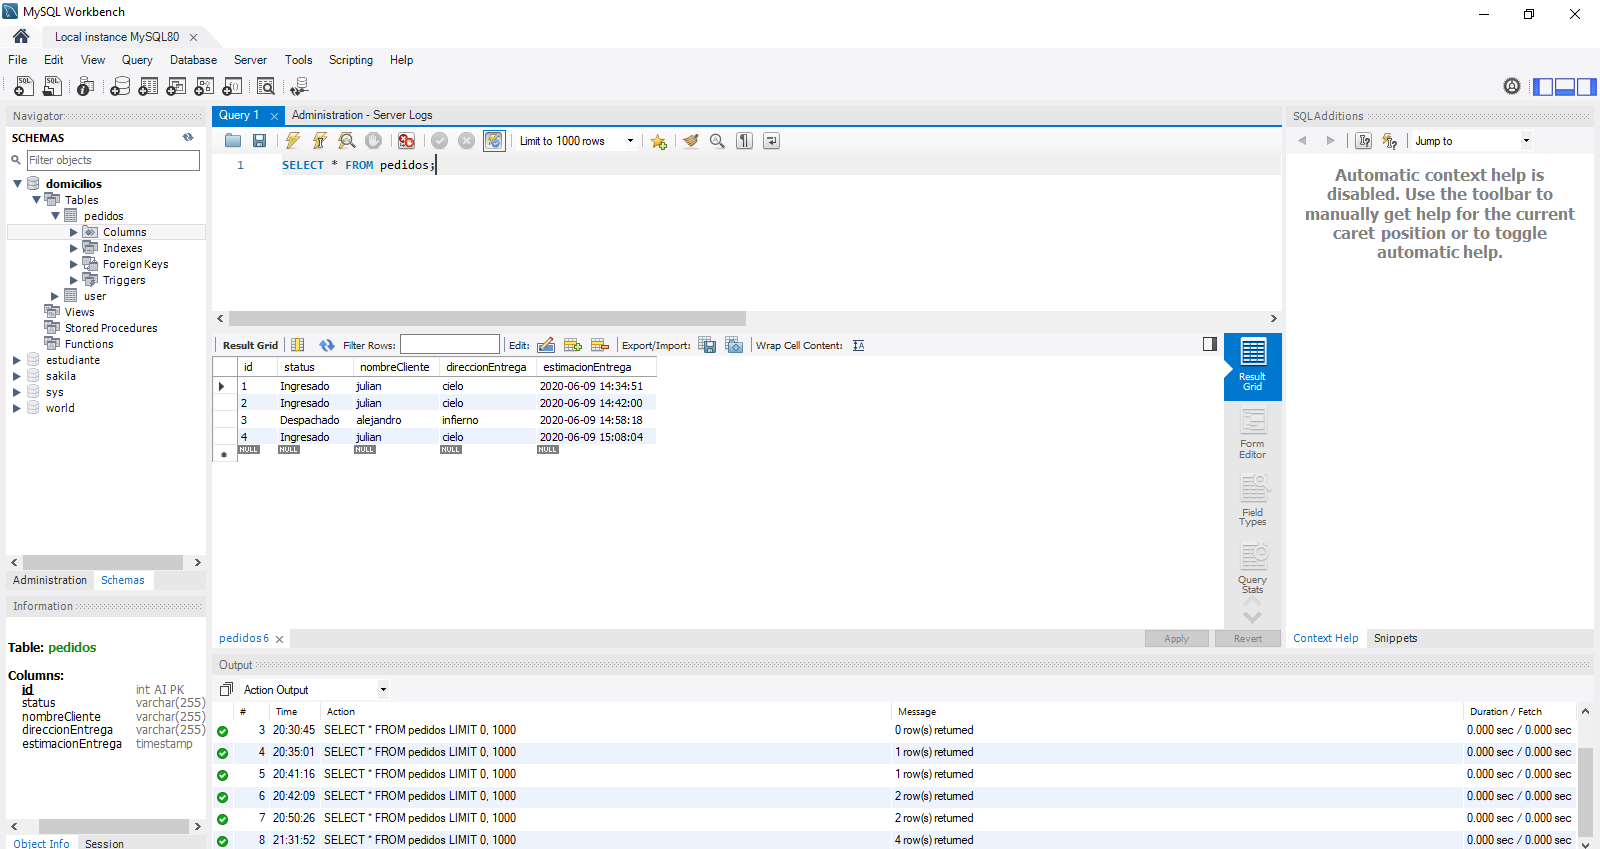 MySQL Workbench
Local instance MySQL80
File Edit View Query Database Server Tools Scripting Help
Navigator
SCHEMAS
Filter objects
domicilios
Tables
pedidos
Columns
Indexes
Foreign Keys
Triggers
user
Views
Stored Procedures
Functions
estudiante
sakila
sys
world
Administration Schemas
Information
Table: pedidos
Columns:
id int AI PK
status varchar(255)
nombreCliente varchar(255)
direccionEntrega varchar(255)
estimacionEntrega timestamp
Object Info Session
Query 1 Administration - Server Logs
Limit to 1000 rows
1 SELECT * FROM pedidos;
Result Grid Filter Rows: Edit: Export/Import: Wrap Cell Content:
id status nombreCliente direccionEntrega estimacionEntrega
1 Ingresado julian cielo 2020-06-09 14:34:51
2 Ingresado julian cielo 2020-06-09 14:42:00
3 Despachado alejandro infierno 2020-06-09 14:58:18
4 Ingresado julian cielo 2020-06-09 15:08:04
NULL NULL NULL NULL NULL
Result
Grid
Form
Editor
Field
Types
Query
Stats
pedidos 6 Apply Revert
SQLAdditions
Jump to
Automatic context help is
disabled. Use the toolbar to
manually get help for the current
caret position or to toggle
automatic help.
Context Help Snippets
Output
Action Output
# Time Action Message Duration / Fetch
3 20:30:45 SELECT * FROM pedidos LIMIT 0, 1000 0 row(s) returned 0.000 sec / 0.000 sec
4 20:35:01 SELECT * FROM pedidos LIMIT 0, 1000 1 row(s) returned 0.000 sec / 0.000 sec
5 20:41:16 SELECT * FROM pedidos LIMIT 0, 1000 1 row(s) returned 0.000 sec / 0.000 sec
6 20:42:09 SELECT * FROM pedidos LIMIT 0, 1000 2 row(s) returned 0.000 sec / 0.000 sec
7 20:50:26 SELECT * FROM pedidos LIMIT 0, 1000 2 row(s) returned 0.000 sec / 0.000 sec
8 21:31:52 SELECT * FROM pedidos LIMIT 0, 1000 4 row(s) returned 0.000 sec / 0.000 sec